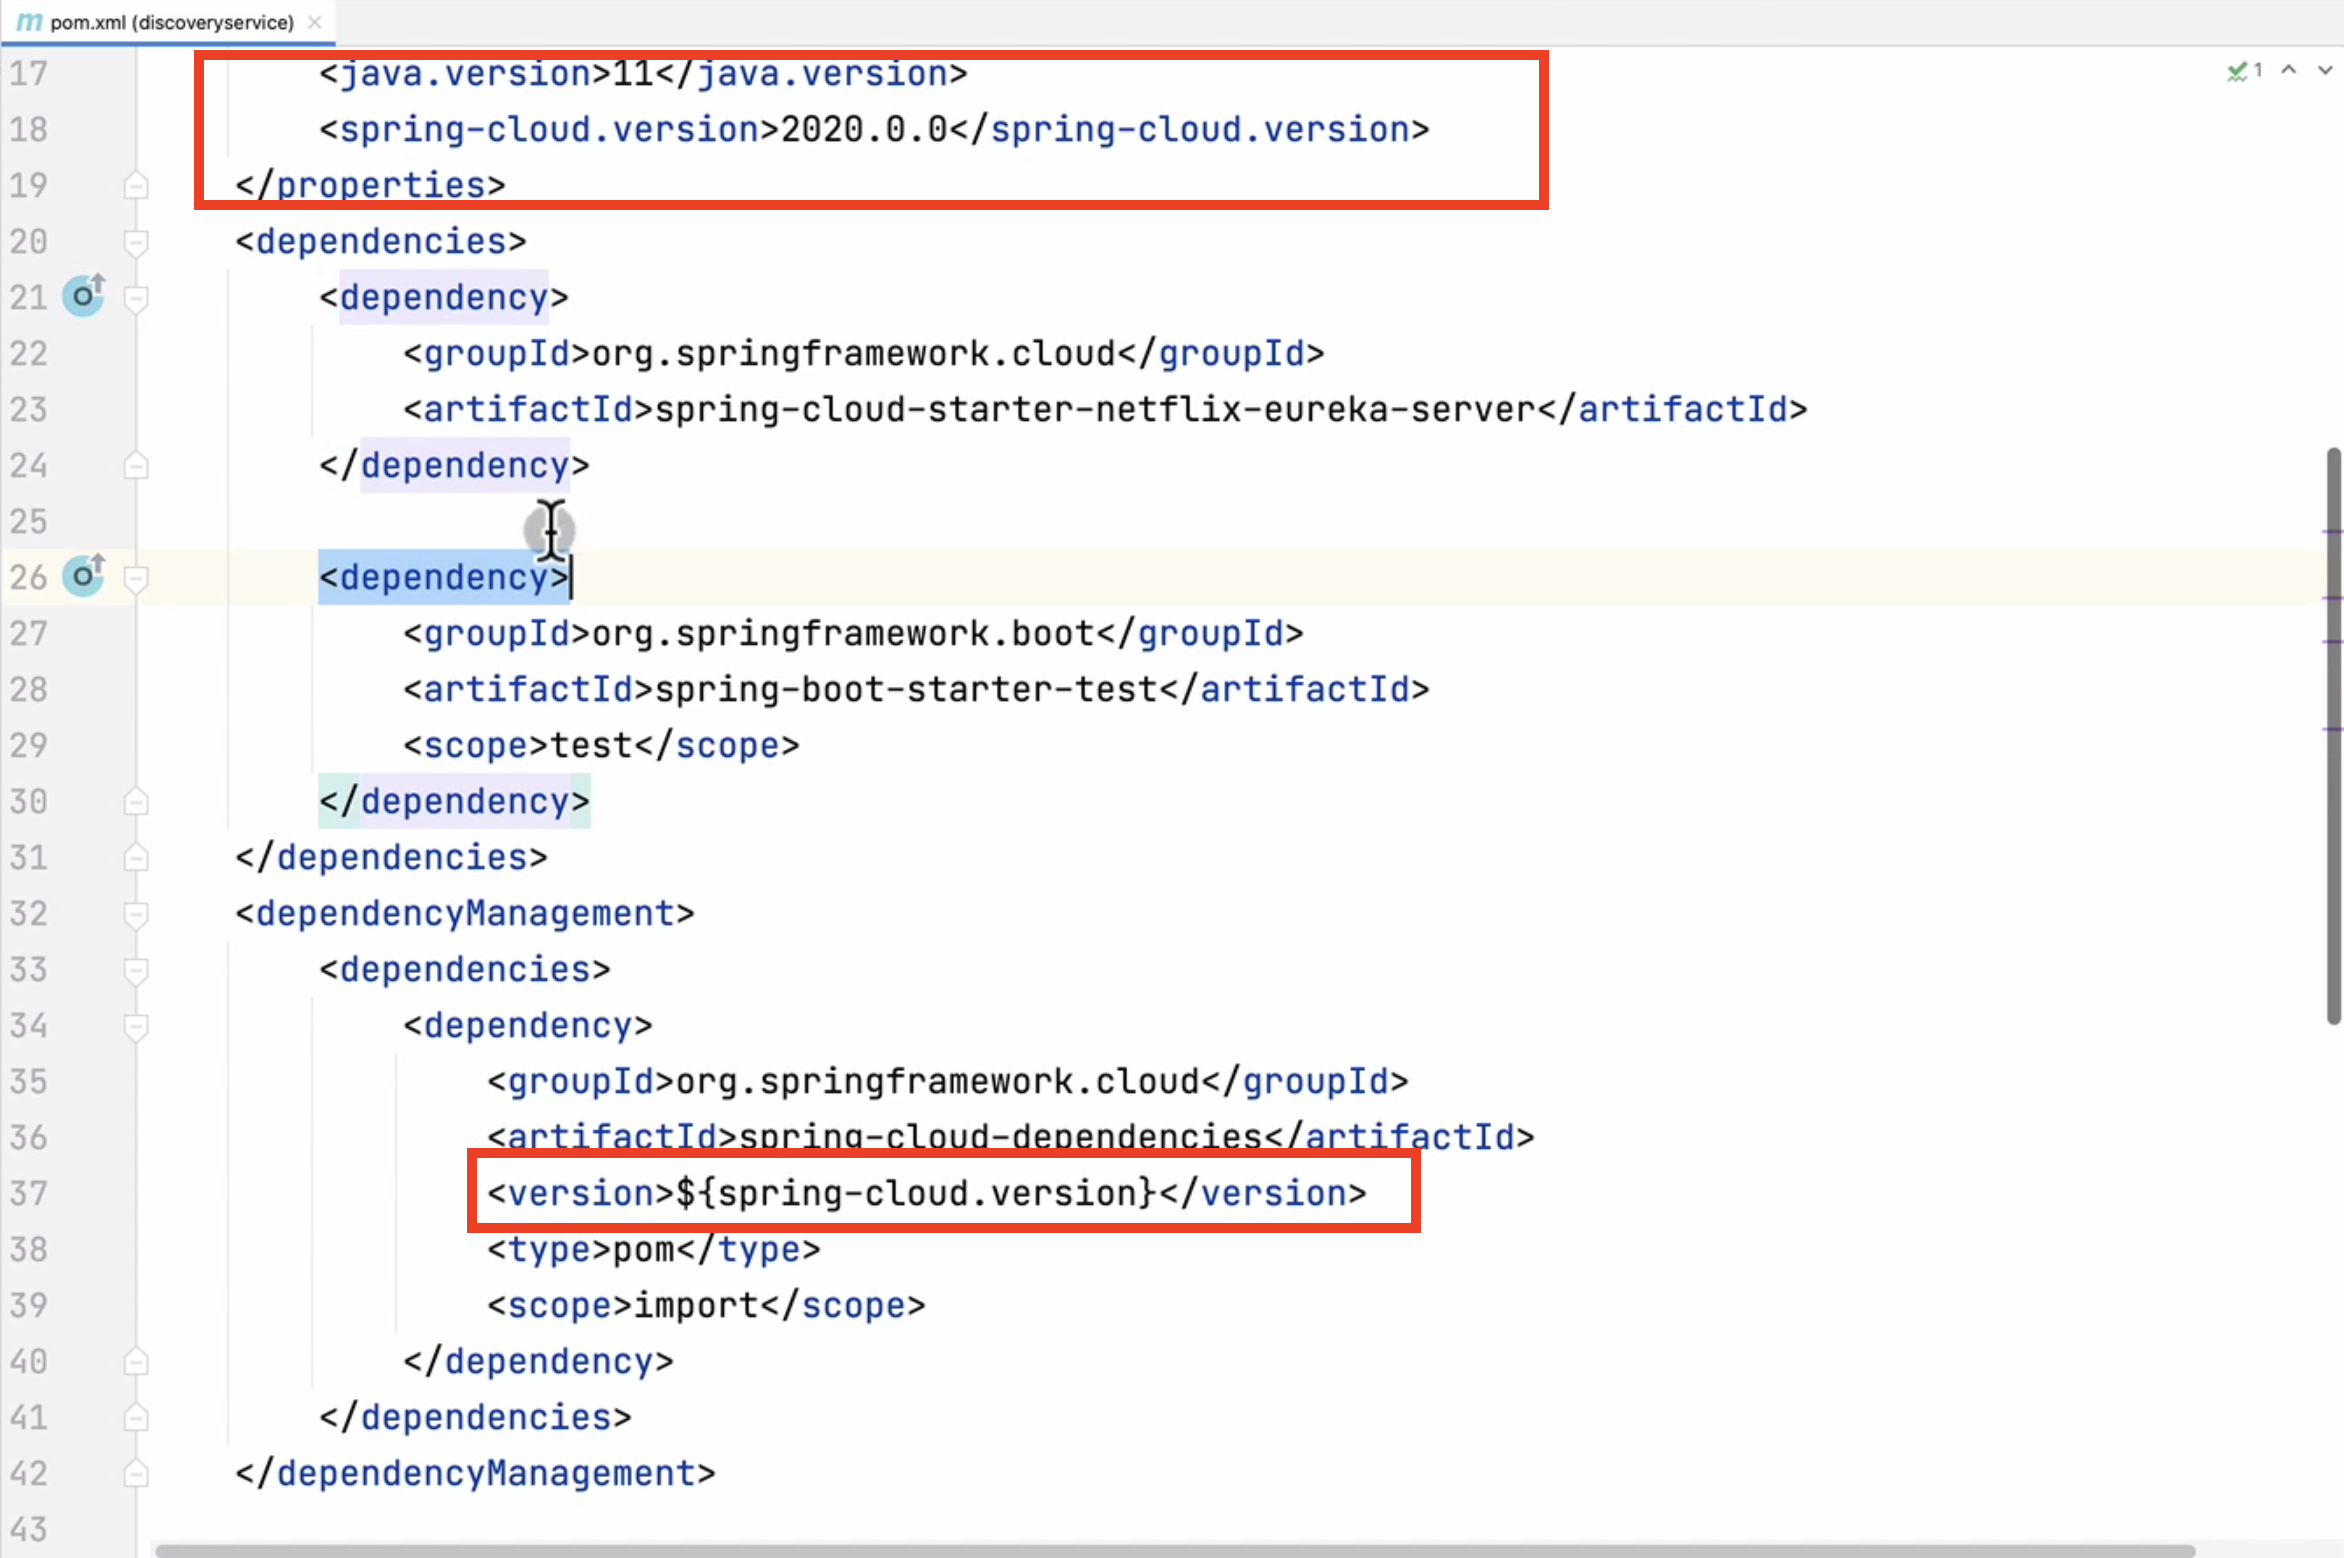 m pom.xml (discoveryservice)
1
17 <java.version>11</java.version>
18 <spring-cloud.version>2020.0.0</spring-cloud.version>
19 </properties>
20 <dependencies>
21 <dependency>
22 <groupId>org.springframework.cloud</groupId>
23 <artifactId>spring-cloud-starter-netflix-eureka-server</artifactId>
24 </dependency>
25
26 <dependency>
27 <groupId>org.springframework.boot</groupId>
28 <artifactId>spring-boot-starter-test</artifactId>
29 <scope>test</scope>
30 </dependency>
31 </dependencies>
32 <dependencyManagement>
33 <dependencies>
34 <dependency>
35 <groupId>org.springframework.cloud</groupId>
36 <artifactId>spring-cloud-dependencies</artifactId>
37 <version>${spring-cloud.version}</version>
38 <type>pom</type>
39 <scope>import</scope>
40 </dependency>
41 </dependencies>
42 </dependencyManagement>
43